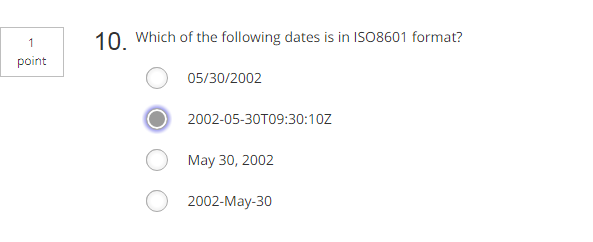 1
point
10. Which of the following dates is in ISO8601 format?
05/30/2002
2002-05-30T09:30:10Z
May 30, 2002
2002-May-30